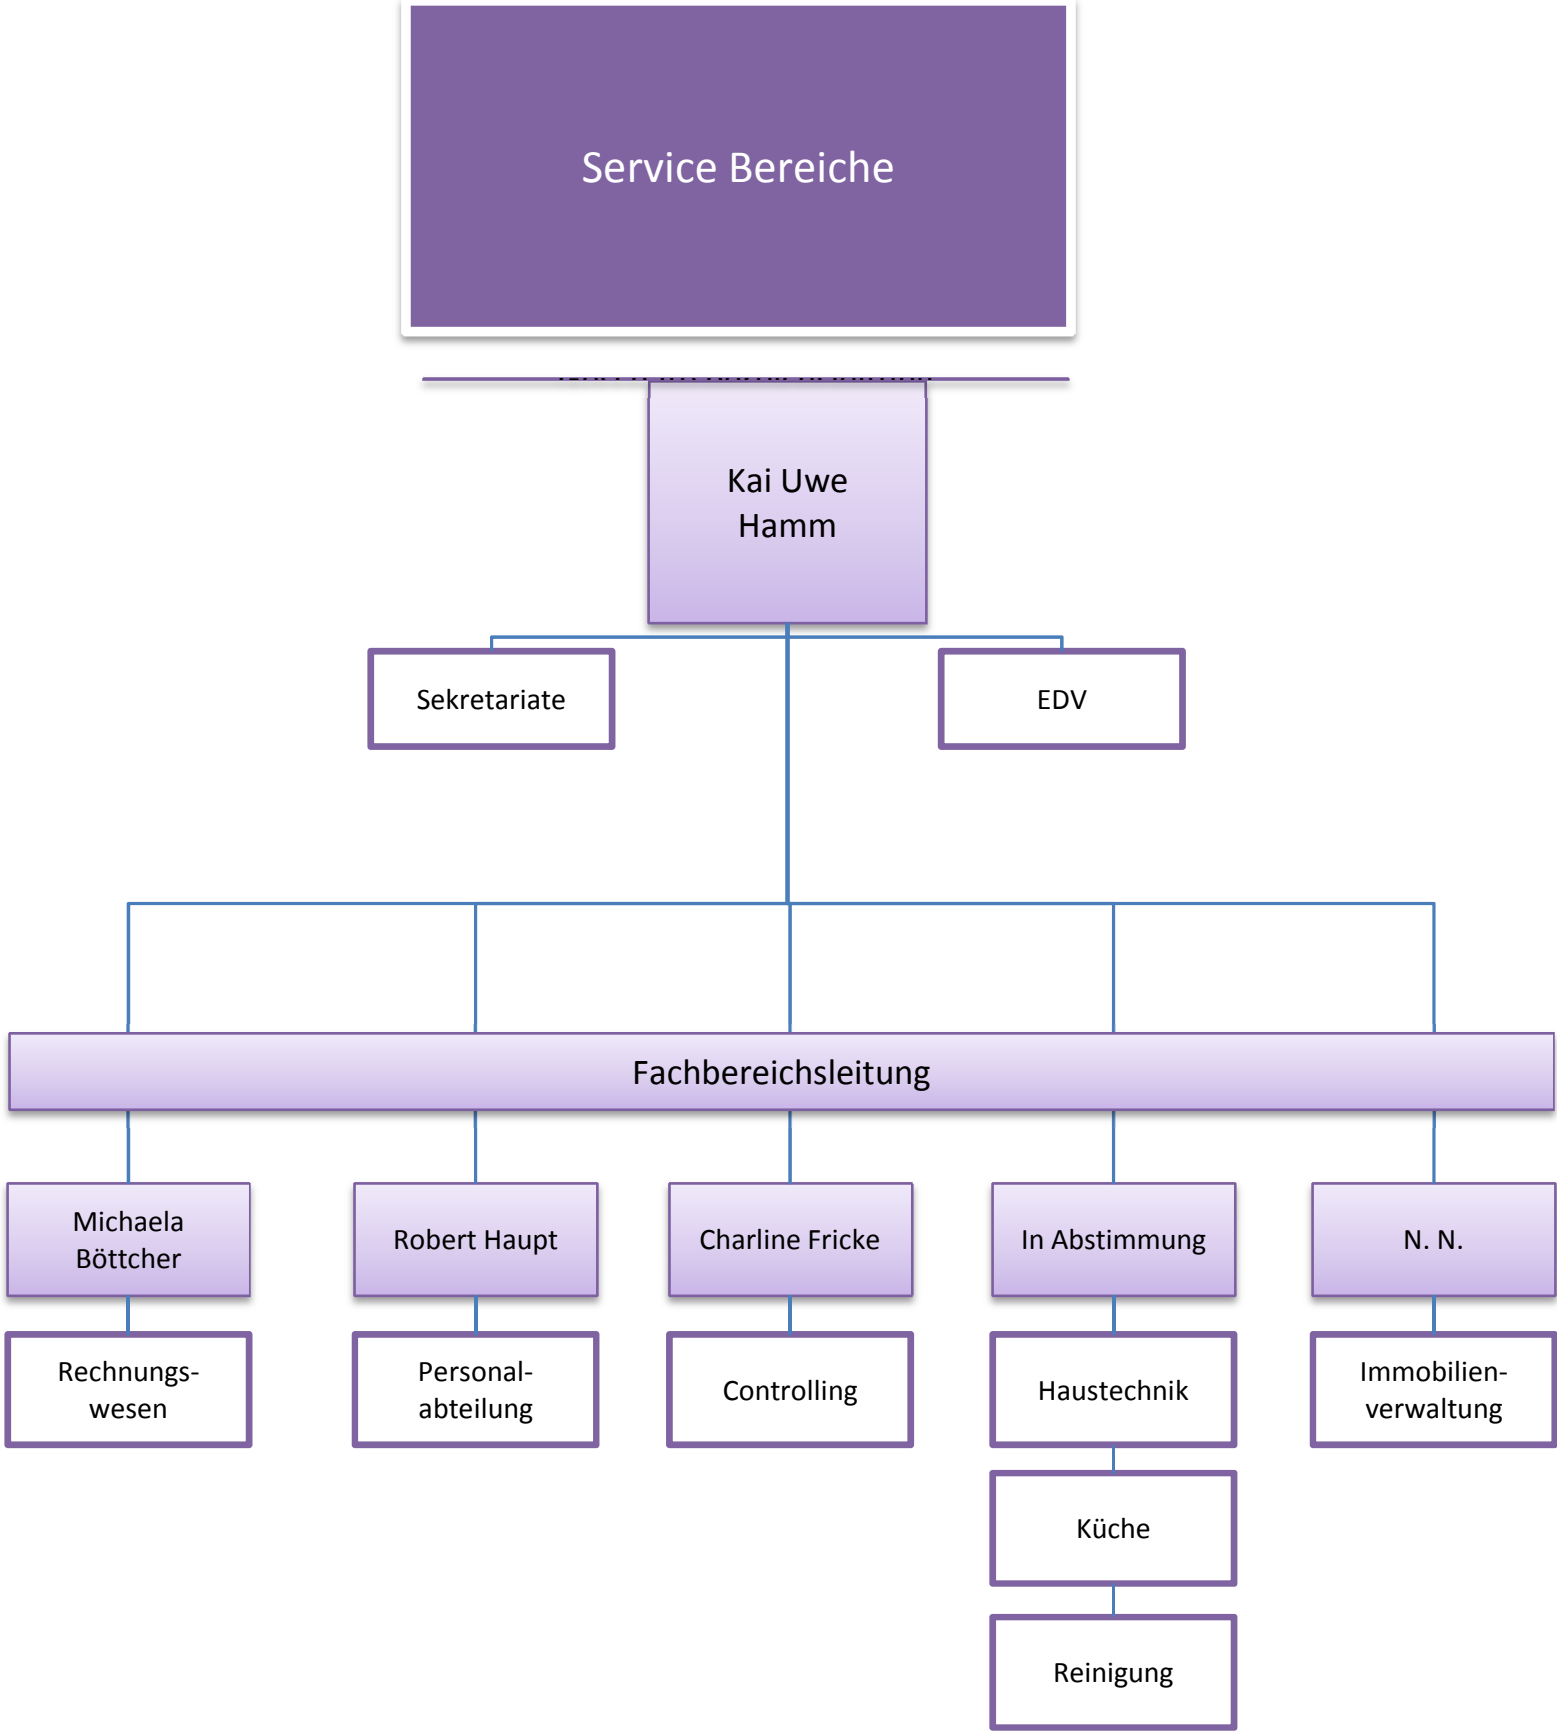 Service Bereiche
Kai Uwe
Hamm
Sekretariate
EDV
Fachbereichsleitung
Michaela
Böttcher
Robert Haupt
Charline Fricke
In Abstimmung
N. N.
Rechnungs-
wesen
Personal-
abteilung
Controlling
Haustechnik
Immobilien-
verwaltung
Küche
Reinigung